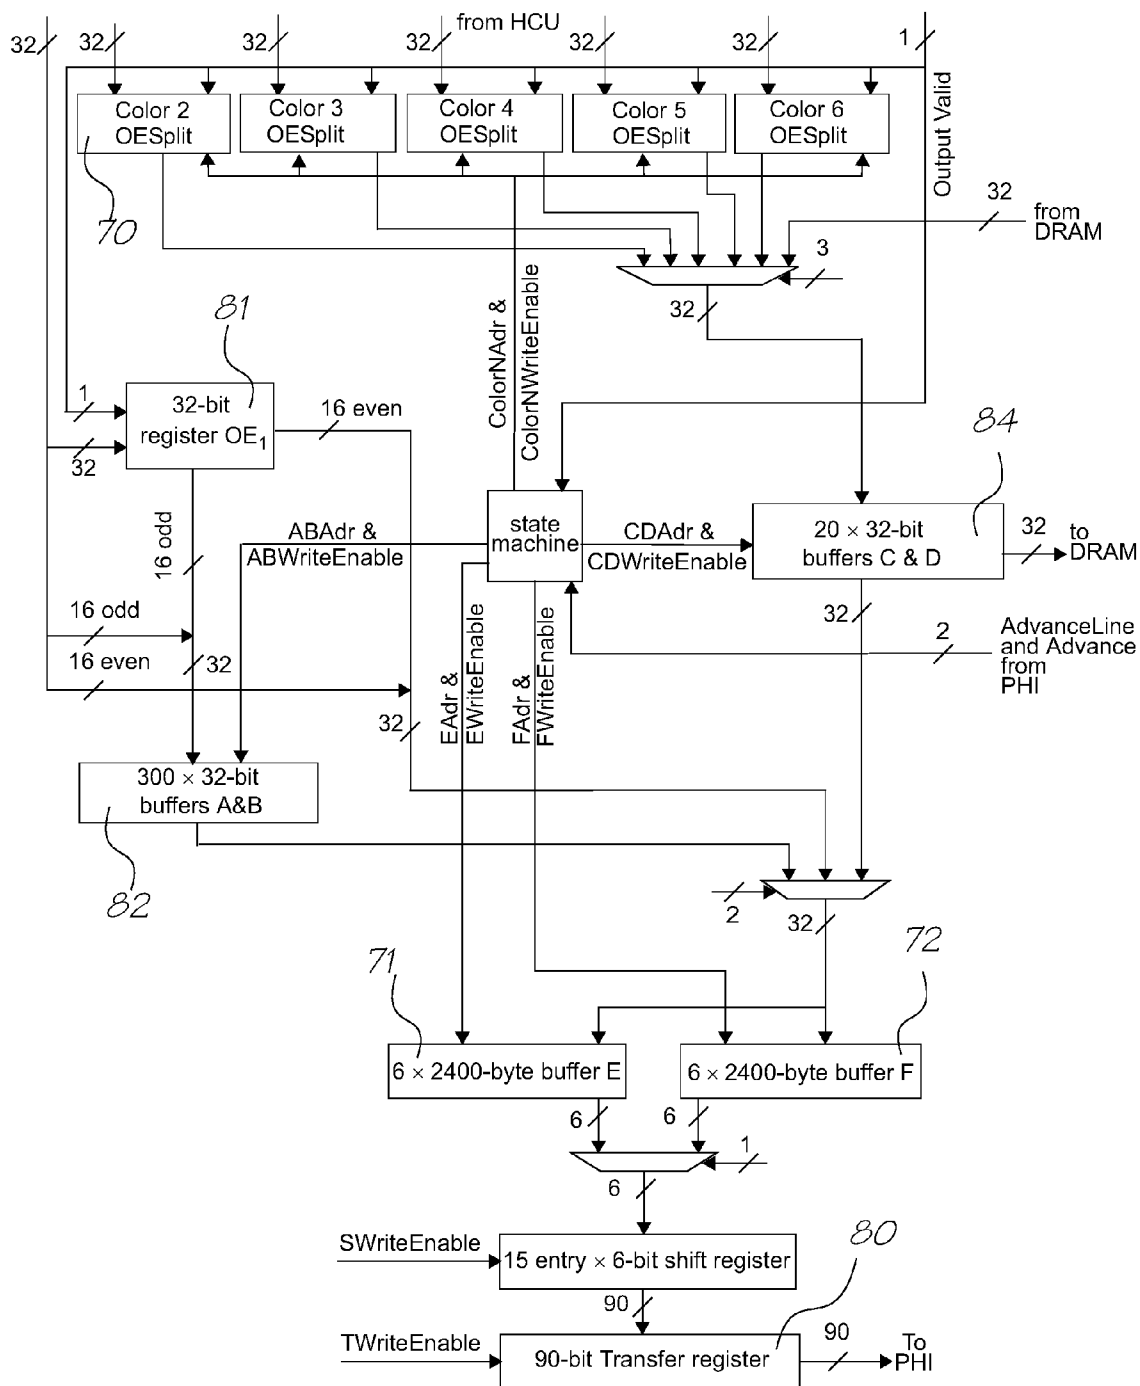 from HCU
32
32
32
32
32
32
1
Color 2
OESplit
Color 3
OESplit
Color 4
OESplit
Color 5
OESplit
Color 6
OESplit
Output Valid
70
32
from
DRAM
3
32
81
ColorNAdr &
ColorNWriteEnable
1
32-bit
register OE1
16 even
32
84
16 odd
ABAdr &
ABWriteEnable
state
machine
CDAdr &
CDWriteEnable
20 × 32-bit
buffers C & D
32
to
DRAM
32
16 odd
16 even
32
2
AdvanceLine
and Advance
from
PHI
EAdr &
EWriteEnable
FAdr &
FWriteEnable
32
300 × 32-bit
buffers A&B
82
2
32
71
72
6 × 2400-byte buffer E
6 × 2400-byte buffer F
6
6
1
6
80
SWriteEnable
15 entry × 6-bit shift register
90
TWriteEnable
90-bit Transfer register
90
To
PHI